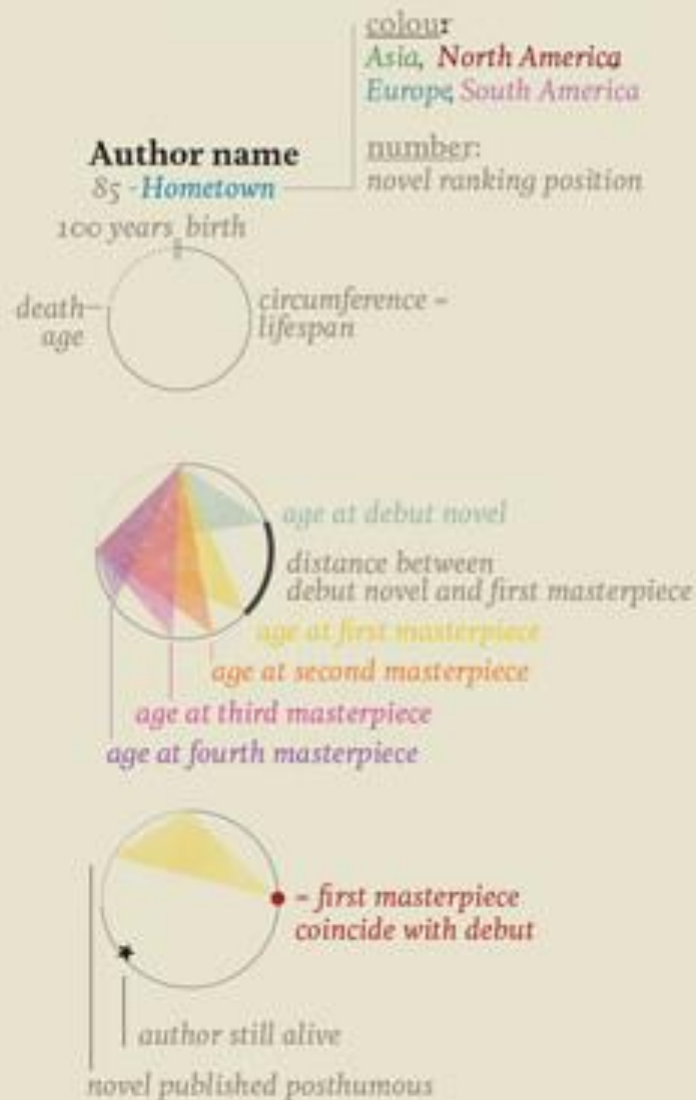 colour
Asia, North America
Europe, South America
number:
novel ranking position
Author name
85 - Hometown
100 years birth
death age
circumference =
lifespan
age at debut novel
distance between
debut novel and first masterpiece
age at first masterpiece
age at second masterpiece
age at third masterpiece
age at fourth masterpiece
= first masterpiece
coincide with debut
author still alive
novel published posthumous